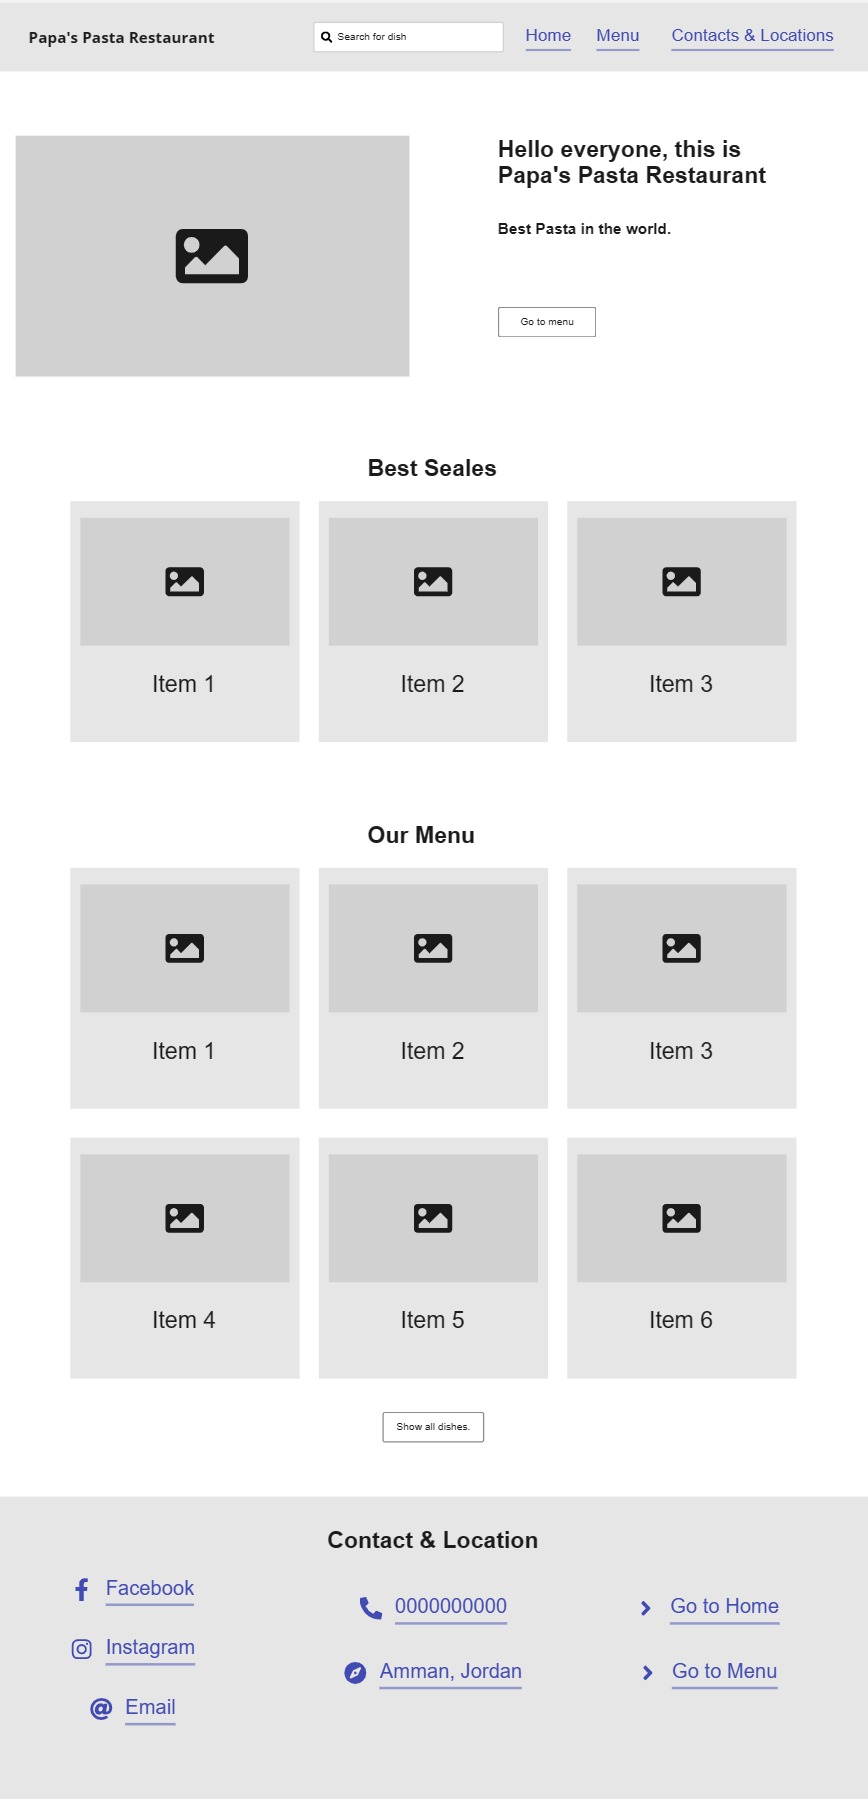 Papa's Pasta Restaurant
Search for dish
Home
Menu
Contacts & Locations
Hello everyone, this is
Papa's Pasta Restaurant
Best Pasta in the world.
Go to menu
Best Seales
Item 1
Item 2
Item 3
Our Menu
Item 1
Item 2
Item 3
Item 4
Item 5
Item 6
Show all dishes.
Contact & Location
Facebook
Instagram
Email
0000000000
Amman, Jordan
Go to Home
Go to Menu